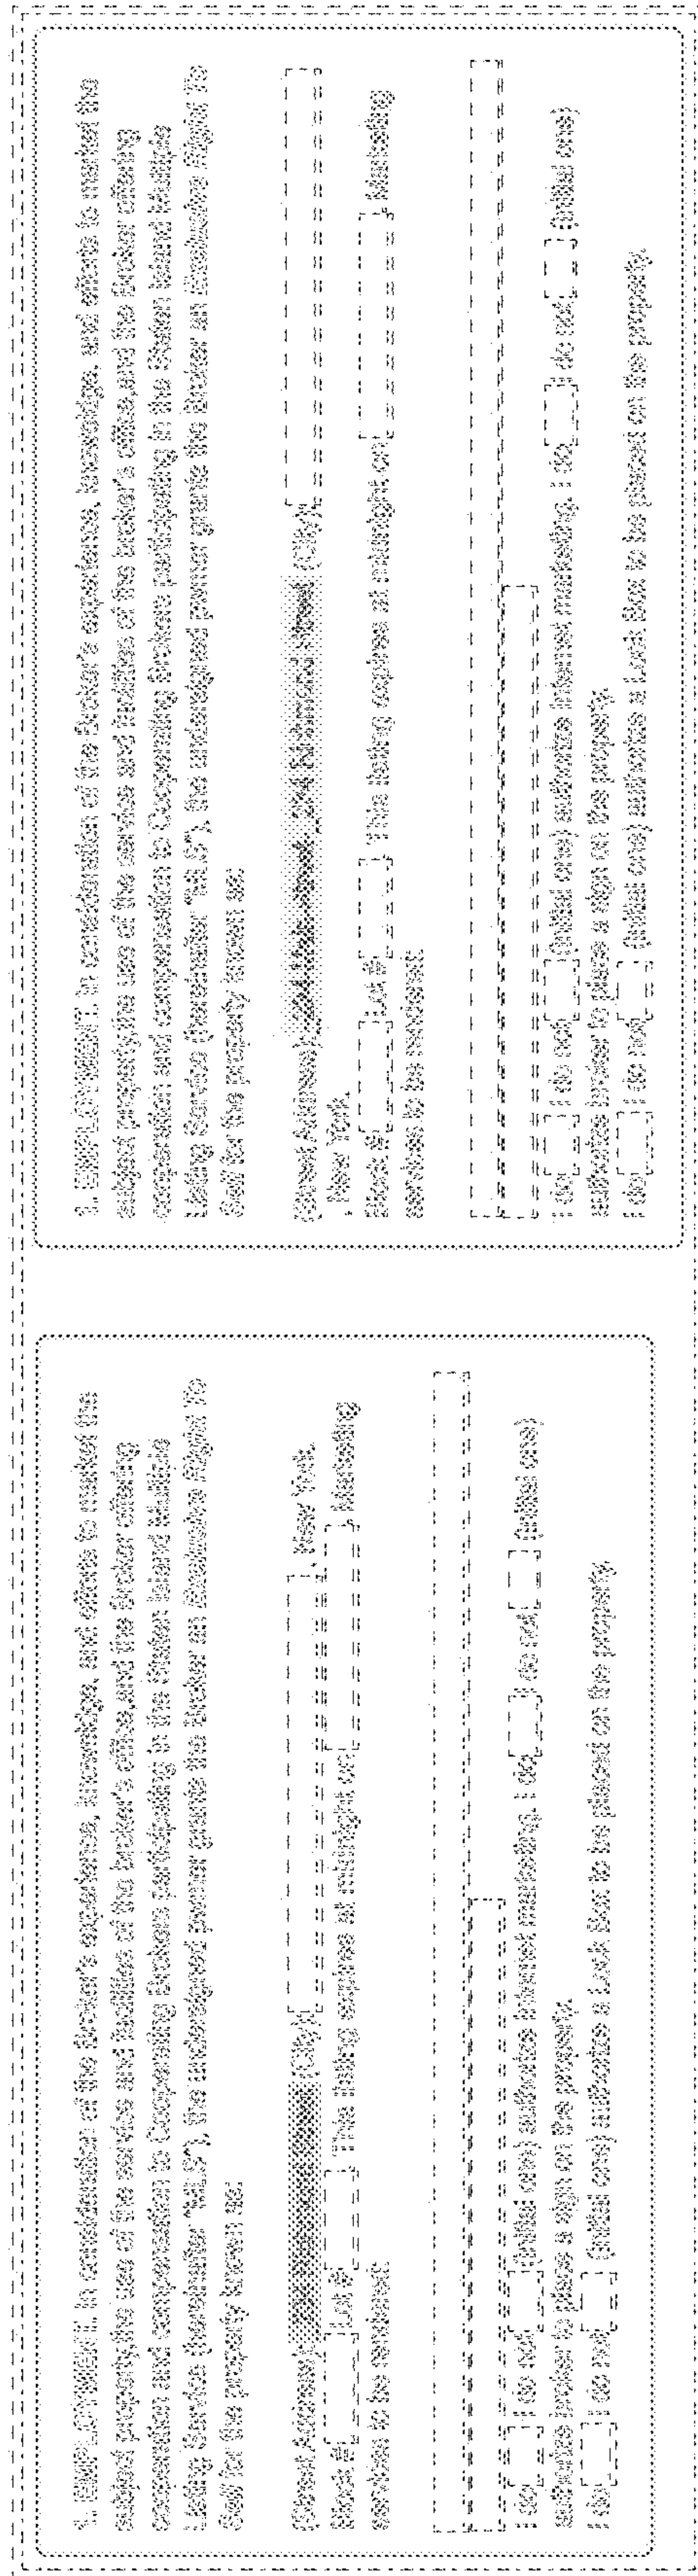 1. EMPLOYMENT. In consideration of the Broker's experience, knowledge, and efforts to market the
subject property,the use of the service and facilities of the broker's office,and the Broker offering
cooperation and compensation to Cooperating Brokers participating in the Staten Island Multiple
Listing Service (hereinafter "MLS"), the undersigned owner grants the Broker an Exclusive Right To
Sell for the property known as:
(Street Address) (City) , New York.
Block # Lot # This listing expires at midnight on Marketing
services to be rendered:
I do I do not (initial one) authorize internet marketing. I do I do not (initial one)
authorize broker to place a sign on the property.
I do I do not (initial one) authorize a Lock Box to be placed on the property.
1. EMPLOYMENT. In consideration of the Broker's experience, knowledge, and efforts to market the
subject property,the use of the service and facilities of the broker's office,and the Broker offering
cooperation and compensation to Cooperating Brokers participating in the Staten Island Multiple
Listing Service (hereinafter "MLS"), the undersigned owner grants the Broker an Exclusive Right To
Sell for the property known as:
(Street Address) street (City)
, New York.
Block # Lot # This listing expires at midnight on Marketing
services to be rendered:
I do I do not (initial one) authorize internet marketing. I do I do not (initial one)
authorize broker to place a sign on the property.
I do I do not (initial one) authorize a Lock Box to be placed on the property.